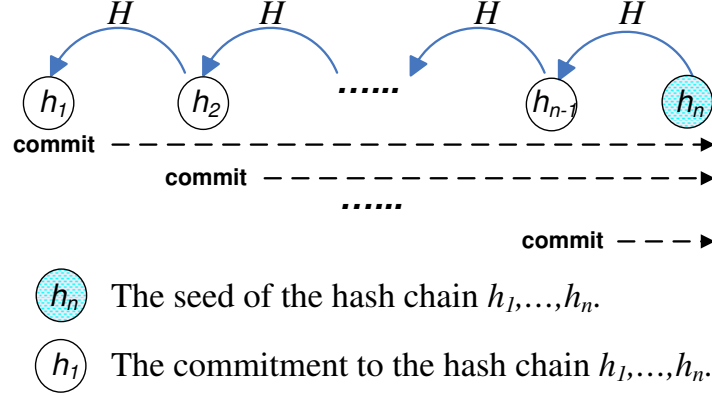 H H H
h1 h2 ...... hn-1 hn
commit
commit
......
commit
hn The seed of the hash chain h1,...,hn.
h1 The commitment to the hash chain h1,...,hn.